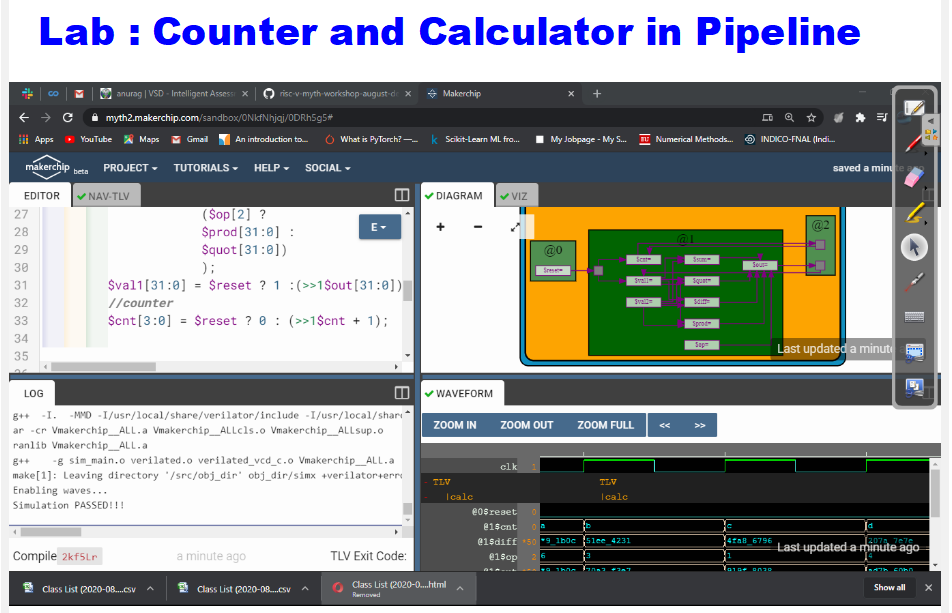 Lab : Counter and Calculator in Pipeline
anurag | VSD - Intelligent Assess
risc-v-myth-workshop-august-dr
Makerchip
myth2.makerchip.com/sandbox/0NkfNhjqj/0DRh5g5#
Apps
YouTube
Maps
Gmail
An introduction to...
What is PyTorch? —...
Scikit-Learn ML fro...
My Jobpage - My S...
Numerical Methods...
INDICO-FNAL (Indi...
makerchip beta
PROJECT
TUTORIALS
HELP
SOCIAL
saved a minute
EDITOR
NAV-TLV
27 ($op[2] ?
28 $prod[31:0] :
29 $quot[31:0])
30 );
31 $val1[31:0] = $reset ? 1 :(>>1$out[31:0])
32 //counter
33 $cnt[3:0] = $reset ? 0 : (>>1$cnt + 1);
34
35
E
DIAGRAM
VIZ
@0
$reset=
@1
$cnt=
$val1=
$val2=
$sum=
$quot=
$diff=
$prod=
$op=
$out=
@2
Last updated a minute
LOG
g++ -I. -MMD -I/usr/local/share/verilator/include -I/usr/local/share
ar -cr Vmakerchip__ALL.a Vmakerchip__ALLcls.o Vmakerchip__ALLsup.o
ranlib Vmakerchip__ALL.a
g++ -g sim_main.o verilated.o verilated_vcd_c.o Vmakerchip__ALL.a
make[1]: Leaving directory '/src/obj_dir' obj_dir/simx +verilator+erro
Enabling waves...
Simulation PASSED!!!
Compile 2kf5Lr
a minute ago
TLV Exit Code:
WAVEFORM
ZOOM IN
ZOOM OUT
ZOOM FULL
<<
>>
clk 1
TLV TLV
|calc |calc
@0$reset 0
@1$cnt a b c d
@1$diff *9_1b0c 51ee_4231 4fa8_6796
@1$op 6 3 1 4
Last updated a minute ago
Class List (2020-08....csv
Class List (2020-08....csv
Class List (2020-0....html
Removed
Show all